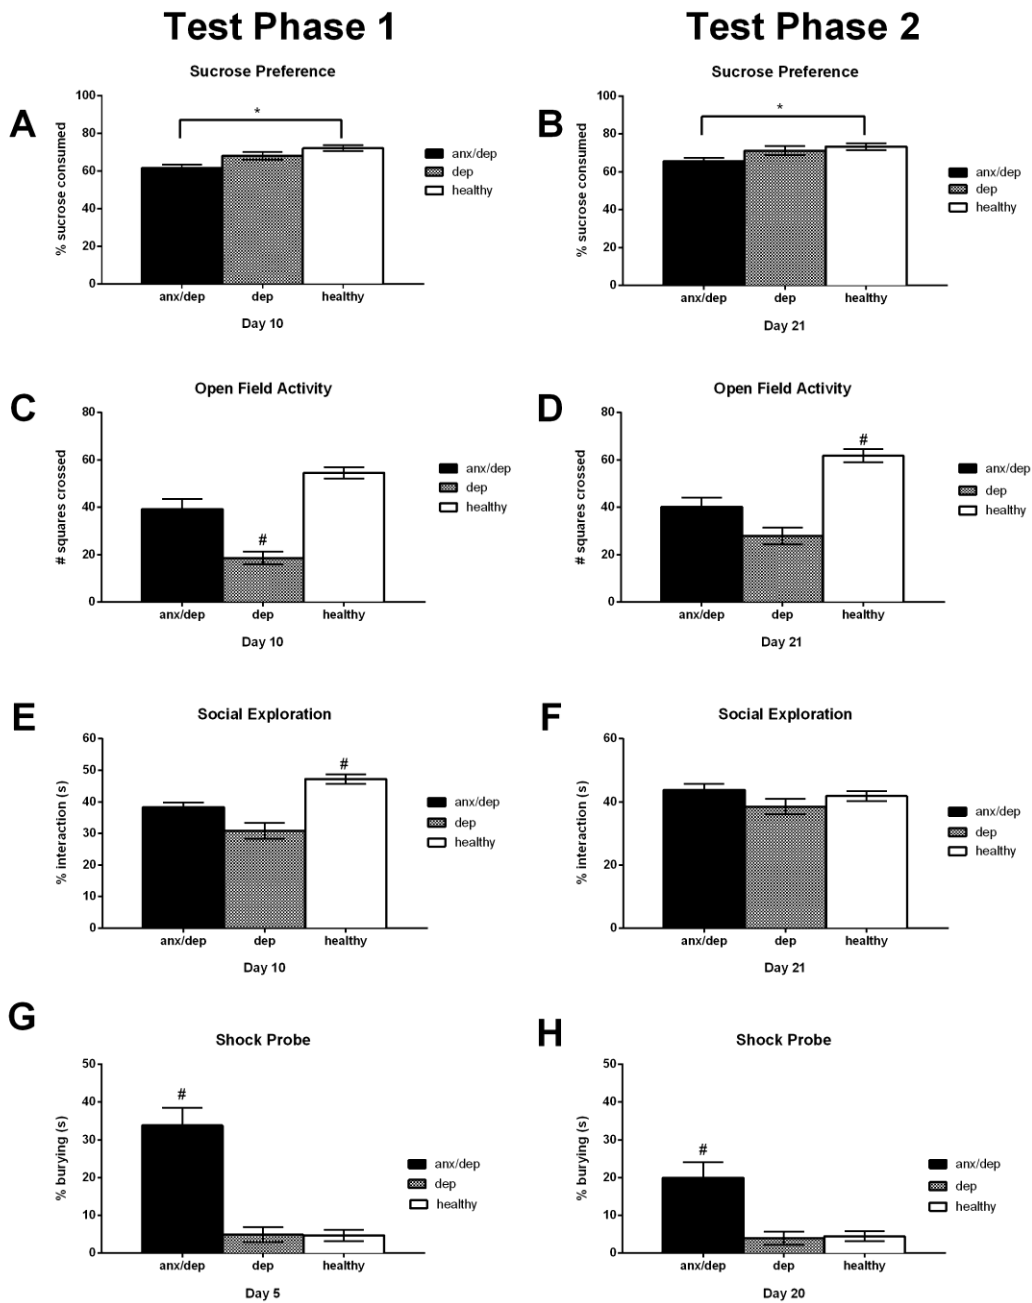 Test Phase 1
Test Phase 2
A
Sucrose Preference
% sucrose consumed
100
80
60
40
20
0
*
anx/dep
dep
healthy
anx/dep
dep
healthy
Day 10
B
Sucrose Preference
% sucrose consumed
100
80
60
40
20
0
*
anx/dep
dep
healthy
anx/dep
dep
healthy
Day 21
C
Open Field Activity
# squares crossed
80
60
40
20
0
#
anx/dep
dep
healthy
anx/dep
dep
healthy
Day 10
D
Open Field Activity
# squares crossed
80
60
40
20
0
#
anx/dep
dep
healthy
anx/dep
dep
healthy
Day 21
E
Social Exploration
% interaction (s)
60
50
40
30
20
10
0
#
anx/dep
dep
healthy
anx/dep
dep
healthy
Day 10
F
Social Exploration
% interaction (s)
60
40
20
0
anx/dep
dep
healthy
anx/dep
dep
healthy
Day 21
G
Shock Probe
% burying (s)
50
40
30
20
10
0
#
anx/dep
dep
healthy
anx/dep
dep
healthy
Day 5
H
Shock Probe
% burying (s)
50
40
30
20
10
0
#
anx/dep
dep
healthy
anx/dep
dep
healthy
Day 20